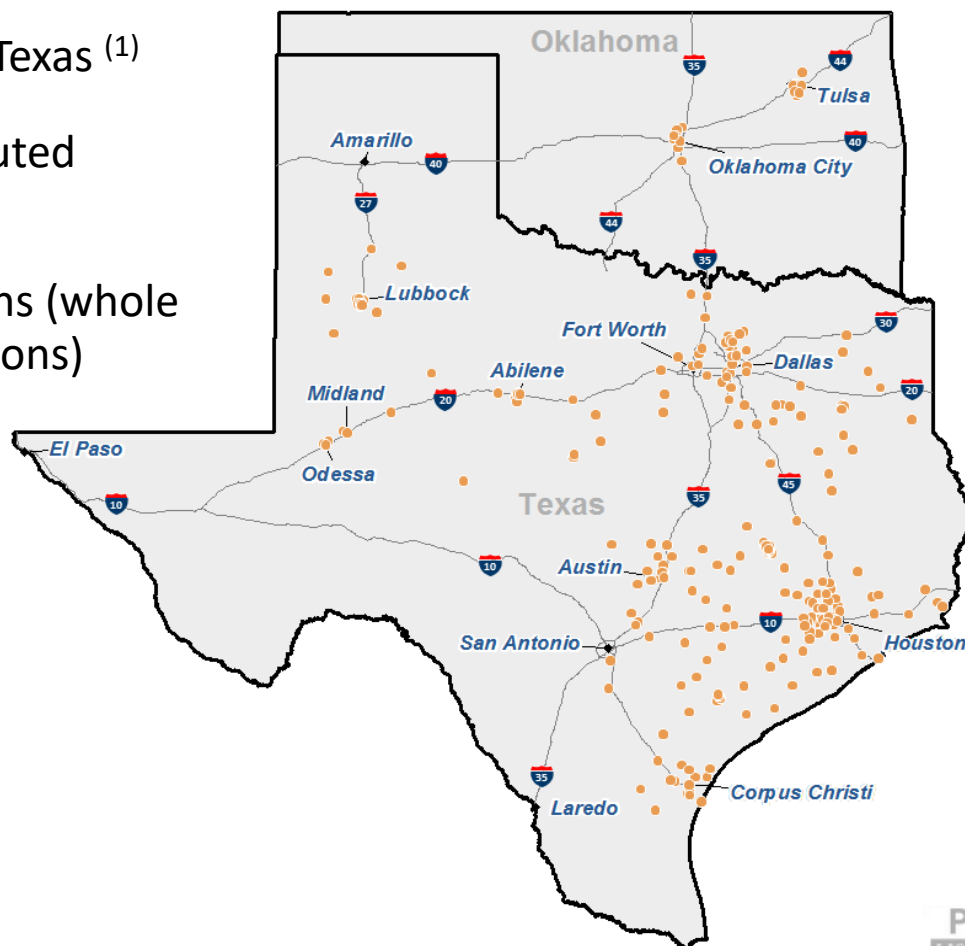 Texas (1)
uted
ns (whole
ons)
Oklahoma
35
44
Tulsa
Amarillo
40
Oklahoma City
40
27
44
35
Lubbock
30
Fort Worth
Dallas
Abilene
Midland
20
20
El Paso
Odessa
10
Texas
35
45
10
Austin
10
San Antonio
Houston
35
Laredo
Corpus Christi
P